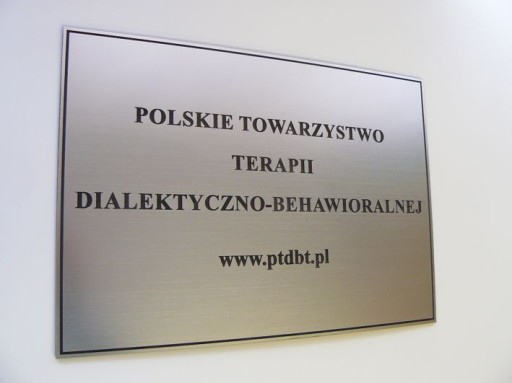 POLSKIE TOWARZYSTWO
TERAPII
DIALEKTYCZNO-BEHAWIORALNEJ
www.ptdbt.pl